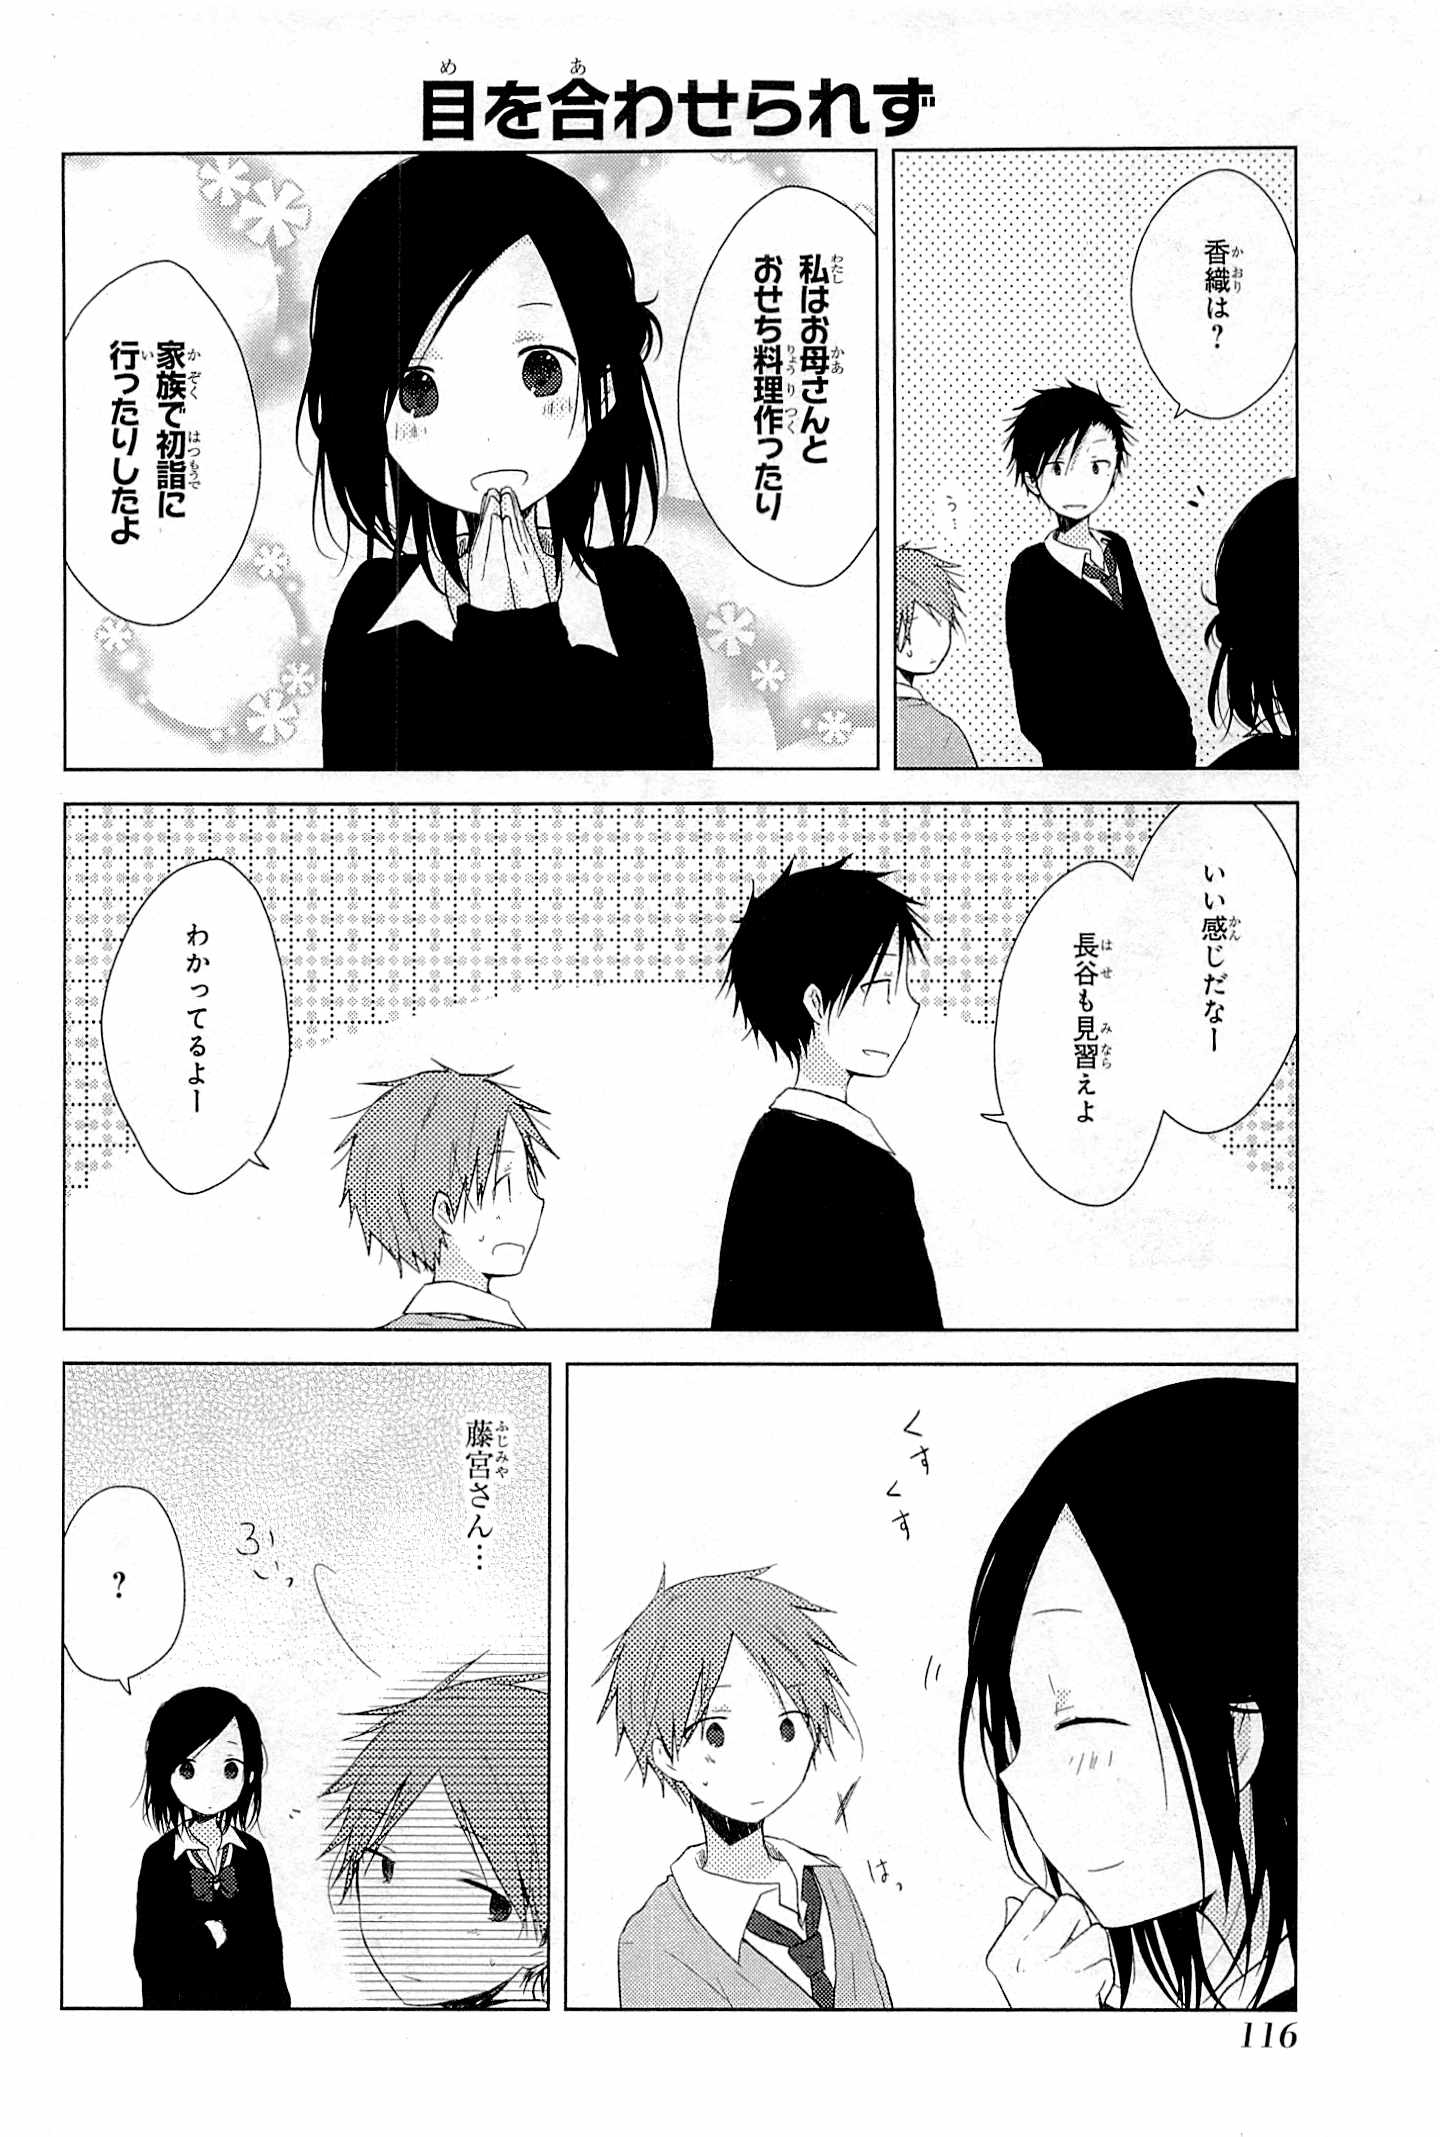 目を合わせられず
香織は?
う…
私はお母さんと
おせち料理作ったり
家族で初詣に
行ったりしたよ
いい感じだなー
長谷も見習えよ
わかってるよー
くすくす
はっ
藤宮さん…
ぷいっ
?
116